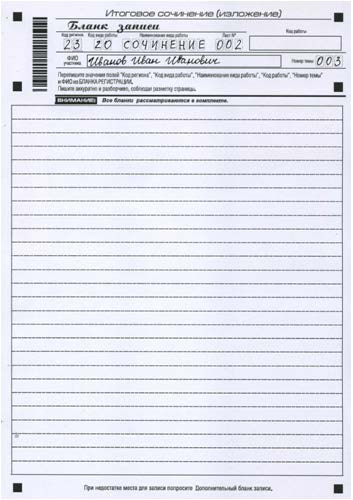 Итоговое сочинение (изложение)
Бланк записи
Код региона Код вида работы Наименование вида работы Лист № Код работы
23 20 СОЧИНЕНИЕ 002
ФИО участника Иванов Иван Иванович Номер темы 003
Перепишите значения полей "Код региона", "Код вида работы", "Наименование вида работы", "Код работы", "Номер темы"
и ФИО из БЛАНКА РЕГИСТРАЦИИ.
Пишите аккуратно и разборчиво, соблюдая разметку страницы.
ВНИМАНИЕ! Все бланки рассматриваются в комплекте.
При недостатке места для записи попросите Дополнительный бланк записи.